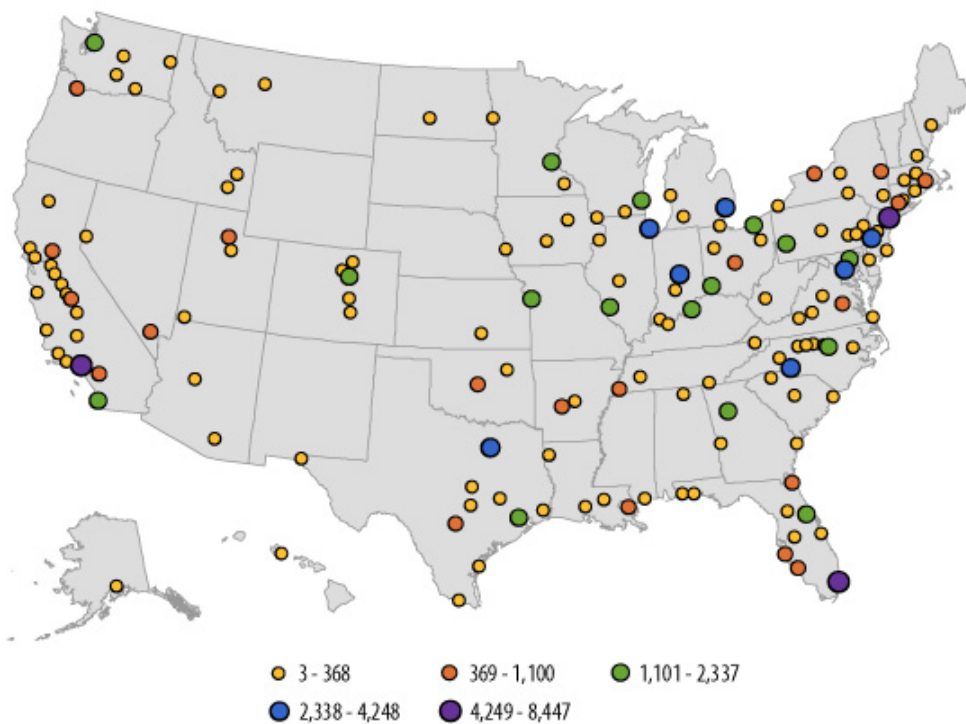 3 - 368 369 - 1,100 1,101 - 2,337
2,338 - 4,248 4,249 - 8,447